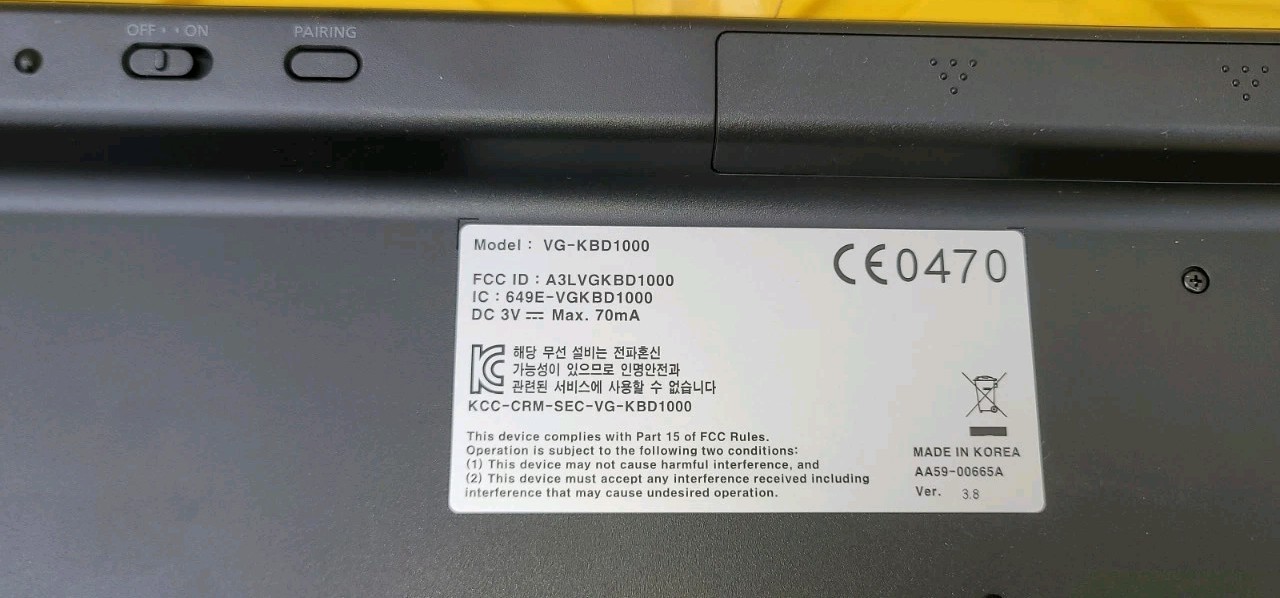 OFF •• ON
PAIRING
Model : VG-KBD1000
CE0470
FCC ID : A3LVGKBD1000
IC : 649E-VGKBD1000
DC 3V ⎓ Max. 70mA
해당 무선 설비는 전파혼신
가능성이 있으므로 인명안전과
관련된 서비스에 사용할 수 없습니다
KCC-CRM-SEC-VG-KBD1000
This device complies with Part 15 of FCC Rules.
Operation is subject to the following two conditions:
(1) This device may not cause harmful interference, and
(2) This device must accept any interference received including
interference that may cause undesired operation.
MADE IN KOREA
AA59-00665A
Ver. 3.8